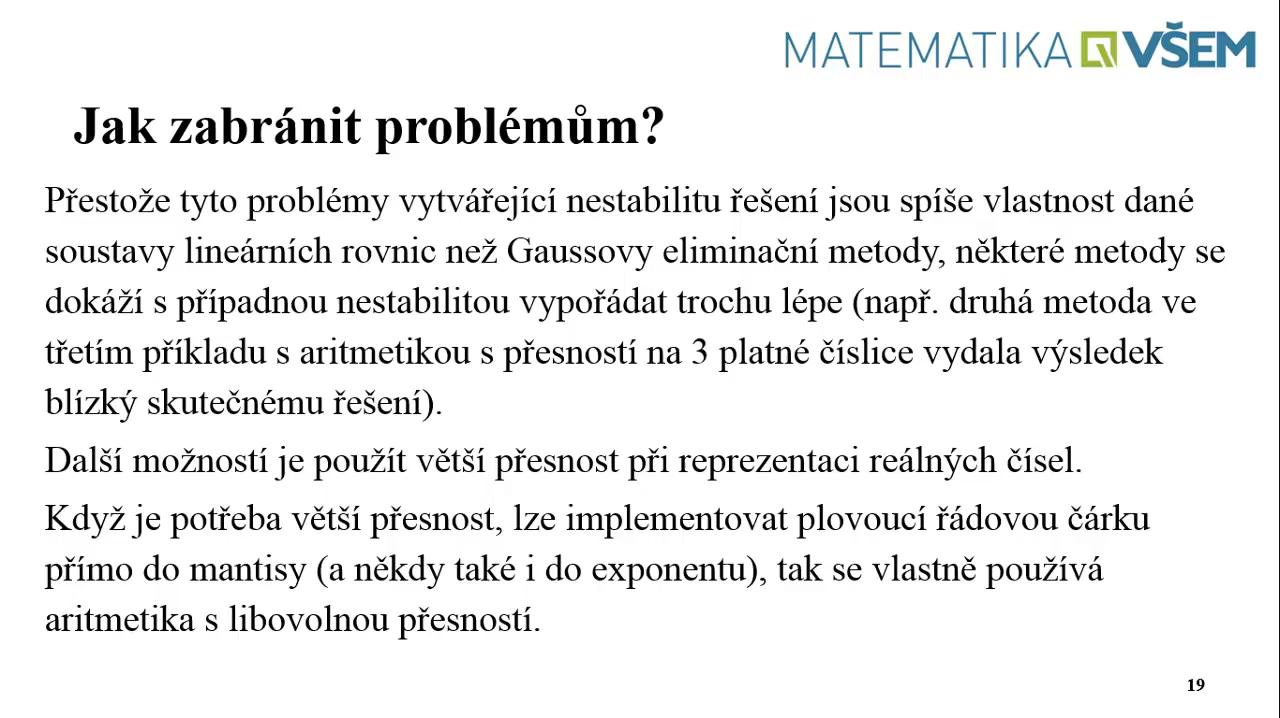 MATEMATIKA VŠEM
Jak zabránit problémům?
Přestože tyto problémy vytvářející nestabilitu řešení jsou spíše vlastnost dané
soustavy lineárních rovnic než Gaussovy eliminační metody, některé metody se
dokáží s případnou nestabilitou vypořádat trochu lépe (např. druhá metoda ve
třetím příkladu s aritmetikou s přesností na 3 platné číslice vydala výsledek
blízký skutečnému řešení).
Další možností je použít větší přesnost při reprezentaci reálných čísel.
Když je potřeba větší přesnost, lze implementovat plovoucí řádovou čárku
přímo do mantisy (a někdy také i do exponentu), tak se vlastně používá
aritmetika s libovolnou přesností.
19